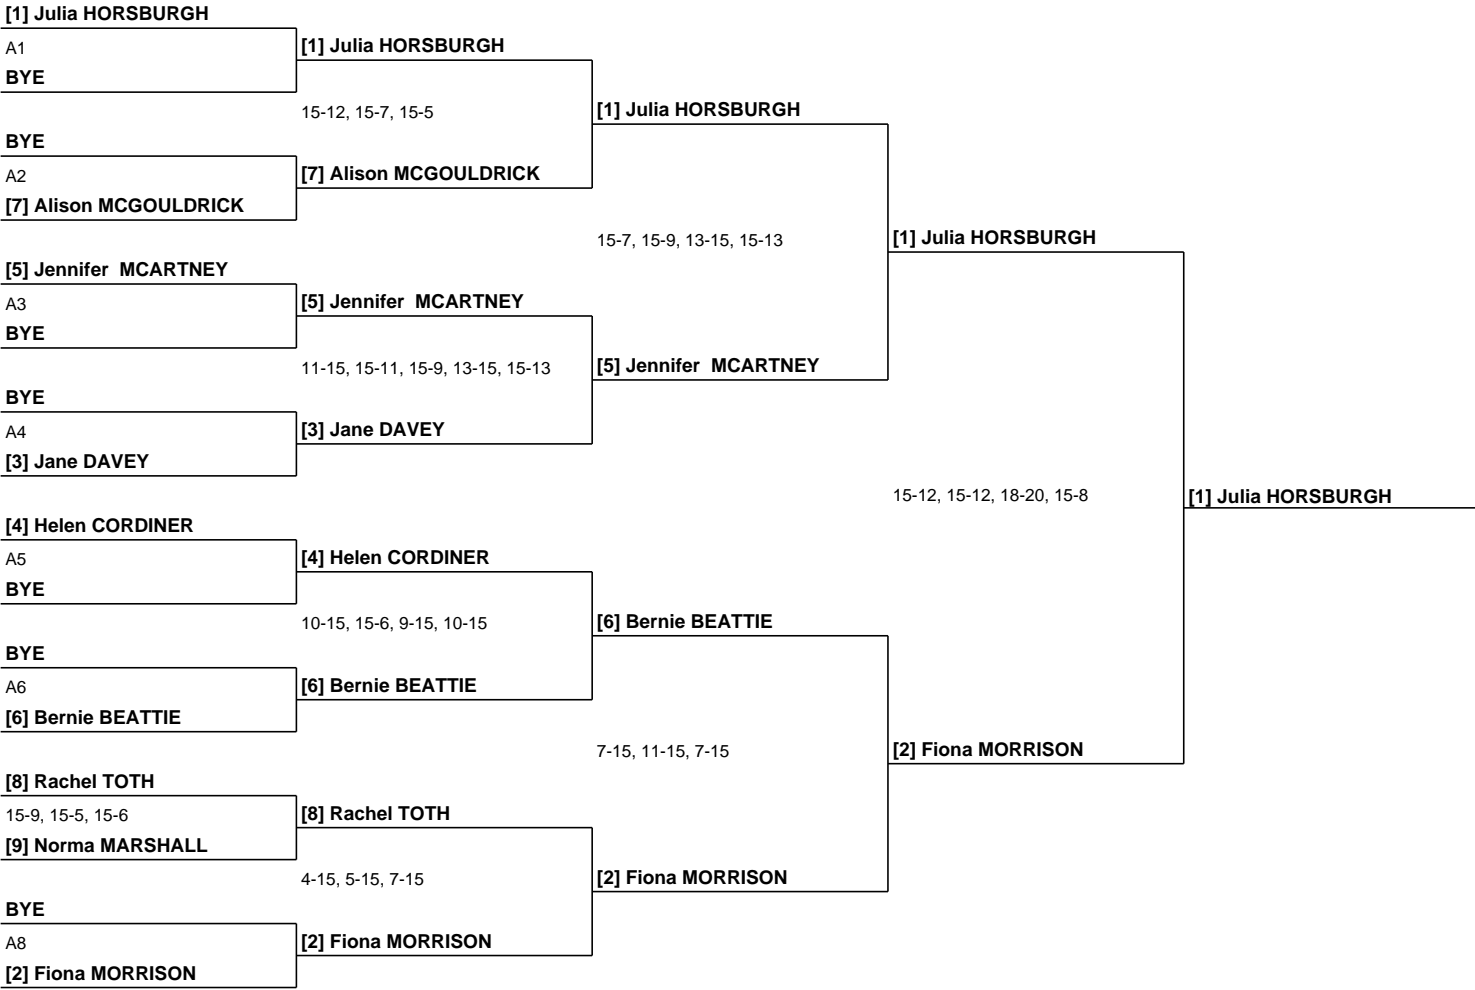 [1] Julia HORSBURGH
A1
BYE
[1] Julia HORSBURGH
15-12, 15-7, 15-5
BYE
A2
[7] Alison MCGOULDRICK
[7] Alison MCGOULDRICK
[1] Julia HORSBURGH
15-7, 15-9, 13-15, 15-13
[5] Jennifer  MCARTNEY
A3
BYE
[5] Jennifer  MCARTNEY
11-15, 15-11, 15-9, 13-15, 15-13
BYE
A4
[3] Jane DAVEY
[3] Jane DAVEY
[5] Jennifer  MCARTNEY
[1] Julia HORSBURGH
15-12, 15-12, 18-20, 15-8
[1] Julia HORSBURGH
[4] Helen CORDINER
A5
BYE
[4] Helen CORDINER
10-15, 15-6, 9-15, 10-15
BYE
A6
[6] Bernie BEATTIE
[6] Bernie BEATTIE
[6] Bernie BEATTIE
7-15, 11-15, 7-15
[2] Fiona MORRISON
[8] Rachel TOTH
15-9, 15-5, 15-6
[9] Norma MARSHALL
[8] Rachel TOTH
4-15, 5-15, 7-15
[2] Fiona MORRISON
BYE
A8
[2] Fiona MORRISON
[2] Fiona MORRISON